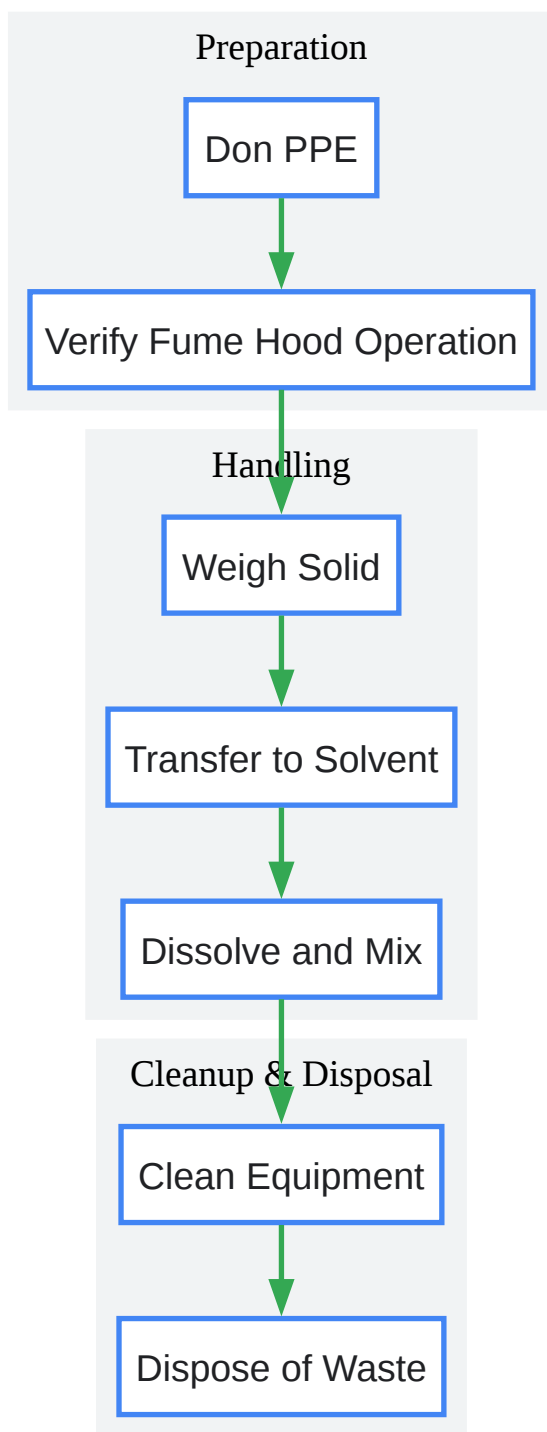 Preparation
Don PPE
Verify Fume Hood Operation
Handling
Weigh Solid
Transfer to Solvent
Dissolve and Mix
Cleanup & Disposal
Clean Equipment
Dispose of Waste